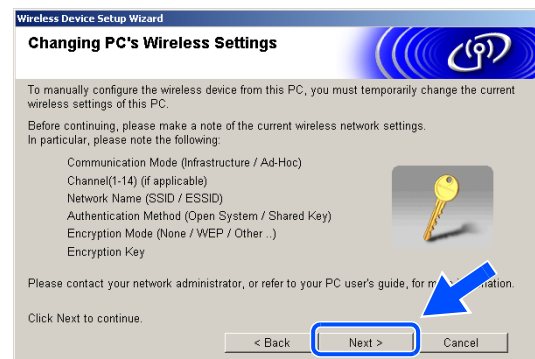 Wireless Device Setup Wizard
Changing PC's Wireless Settings
To manually configure the wireless device from this PC, you must temporarily change the current
wireless settings of this PC.
Before continuing, please make a note of the current wireless network settings.
In particular, please note the following:
Communication Mode (Infrastructure / Ad-Hoc)
Channel(1-14) (if applicable)
Network Name (SSID / ESSID)
Authentication Method (Open System / Shared Key)
Encryption Mode (None / WEP / Other ..)
Encryption Key
Please contact your network administrator, or refer to your PC user's guide, for
Click Next to continue.
< Back Next > Cancel